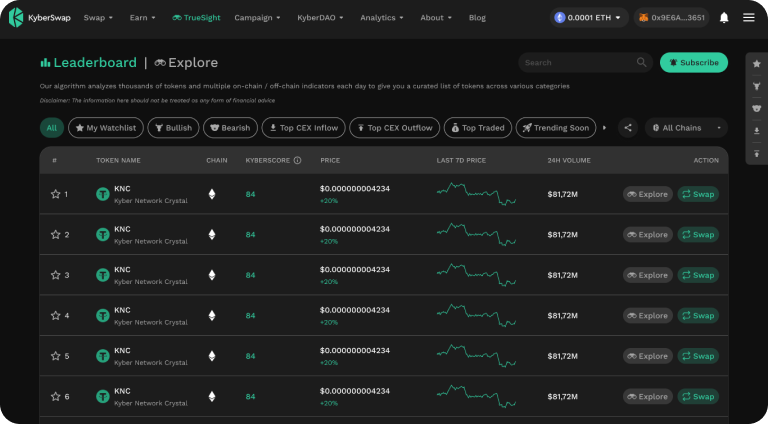 KyberSwap Swap Earn TrueSight Campaign KyberDAO Analytics About Blog 0.0001 ETH 0x9E6A...3651
Leaderboard | Explore Search Subscribe
Our algorithm analyzes thousands of tokens and multiple on-chain / off-chain indicators each day to give you a curated list of tokens across various categories
Disclaimer: The information here should not be treated as any form of financial advice
All My Watchlist Bullish Bearish Top CEX Inflow Top CEX Outflow Top Traded Trending Soon All Chains
# TOKEN NAME CHAIN KYBERSCORE PRICE LAST 7D PRICE 24H VOLUME ACTION
1 KNC 84 $0.000000004234 $81,72M Explore Swap
Kyber Network Crystal +20%
2 KNC 84 $0.000000004234 $81,72M Explore Swap
Kyber Network Crystal +20%
3 KNC 84 $0.000000004234 $81,72M Explore Swap
Kyber Network Crystal +20%
4 KNC 84 $0.000000004234 $81,72M Explore Swap
Kyber Network Crystal +20%
5 KNC 84 $0.000000004234 $81,72M Explore Swap
Kyber Network Crystal +20%
6 KNC 84 $0.000000004234 $81,72M Explore Swap
Kyber Network Crystal +20%